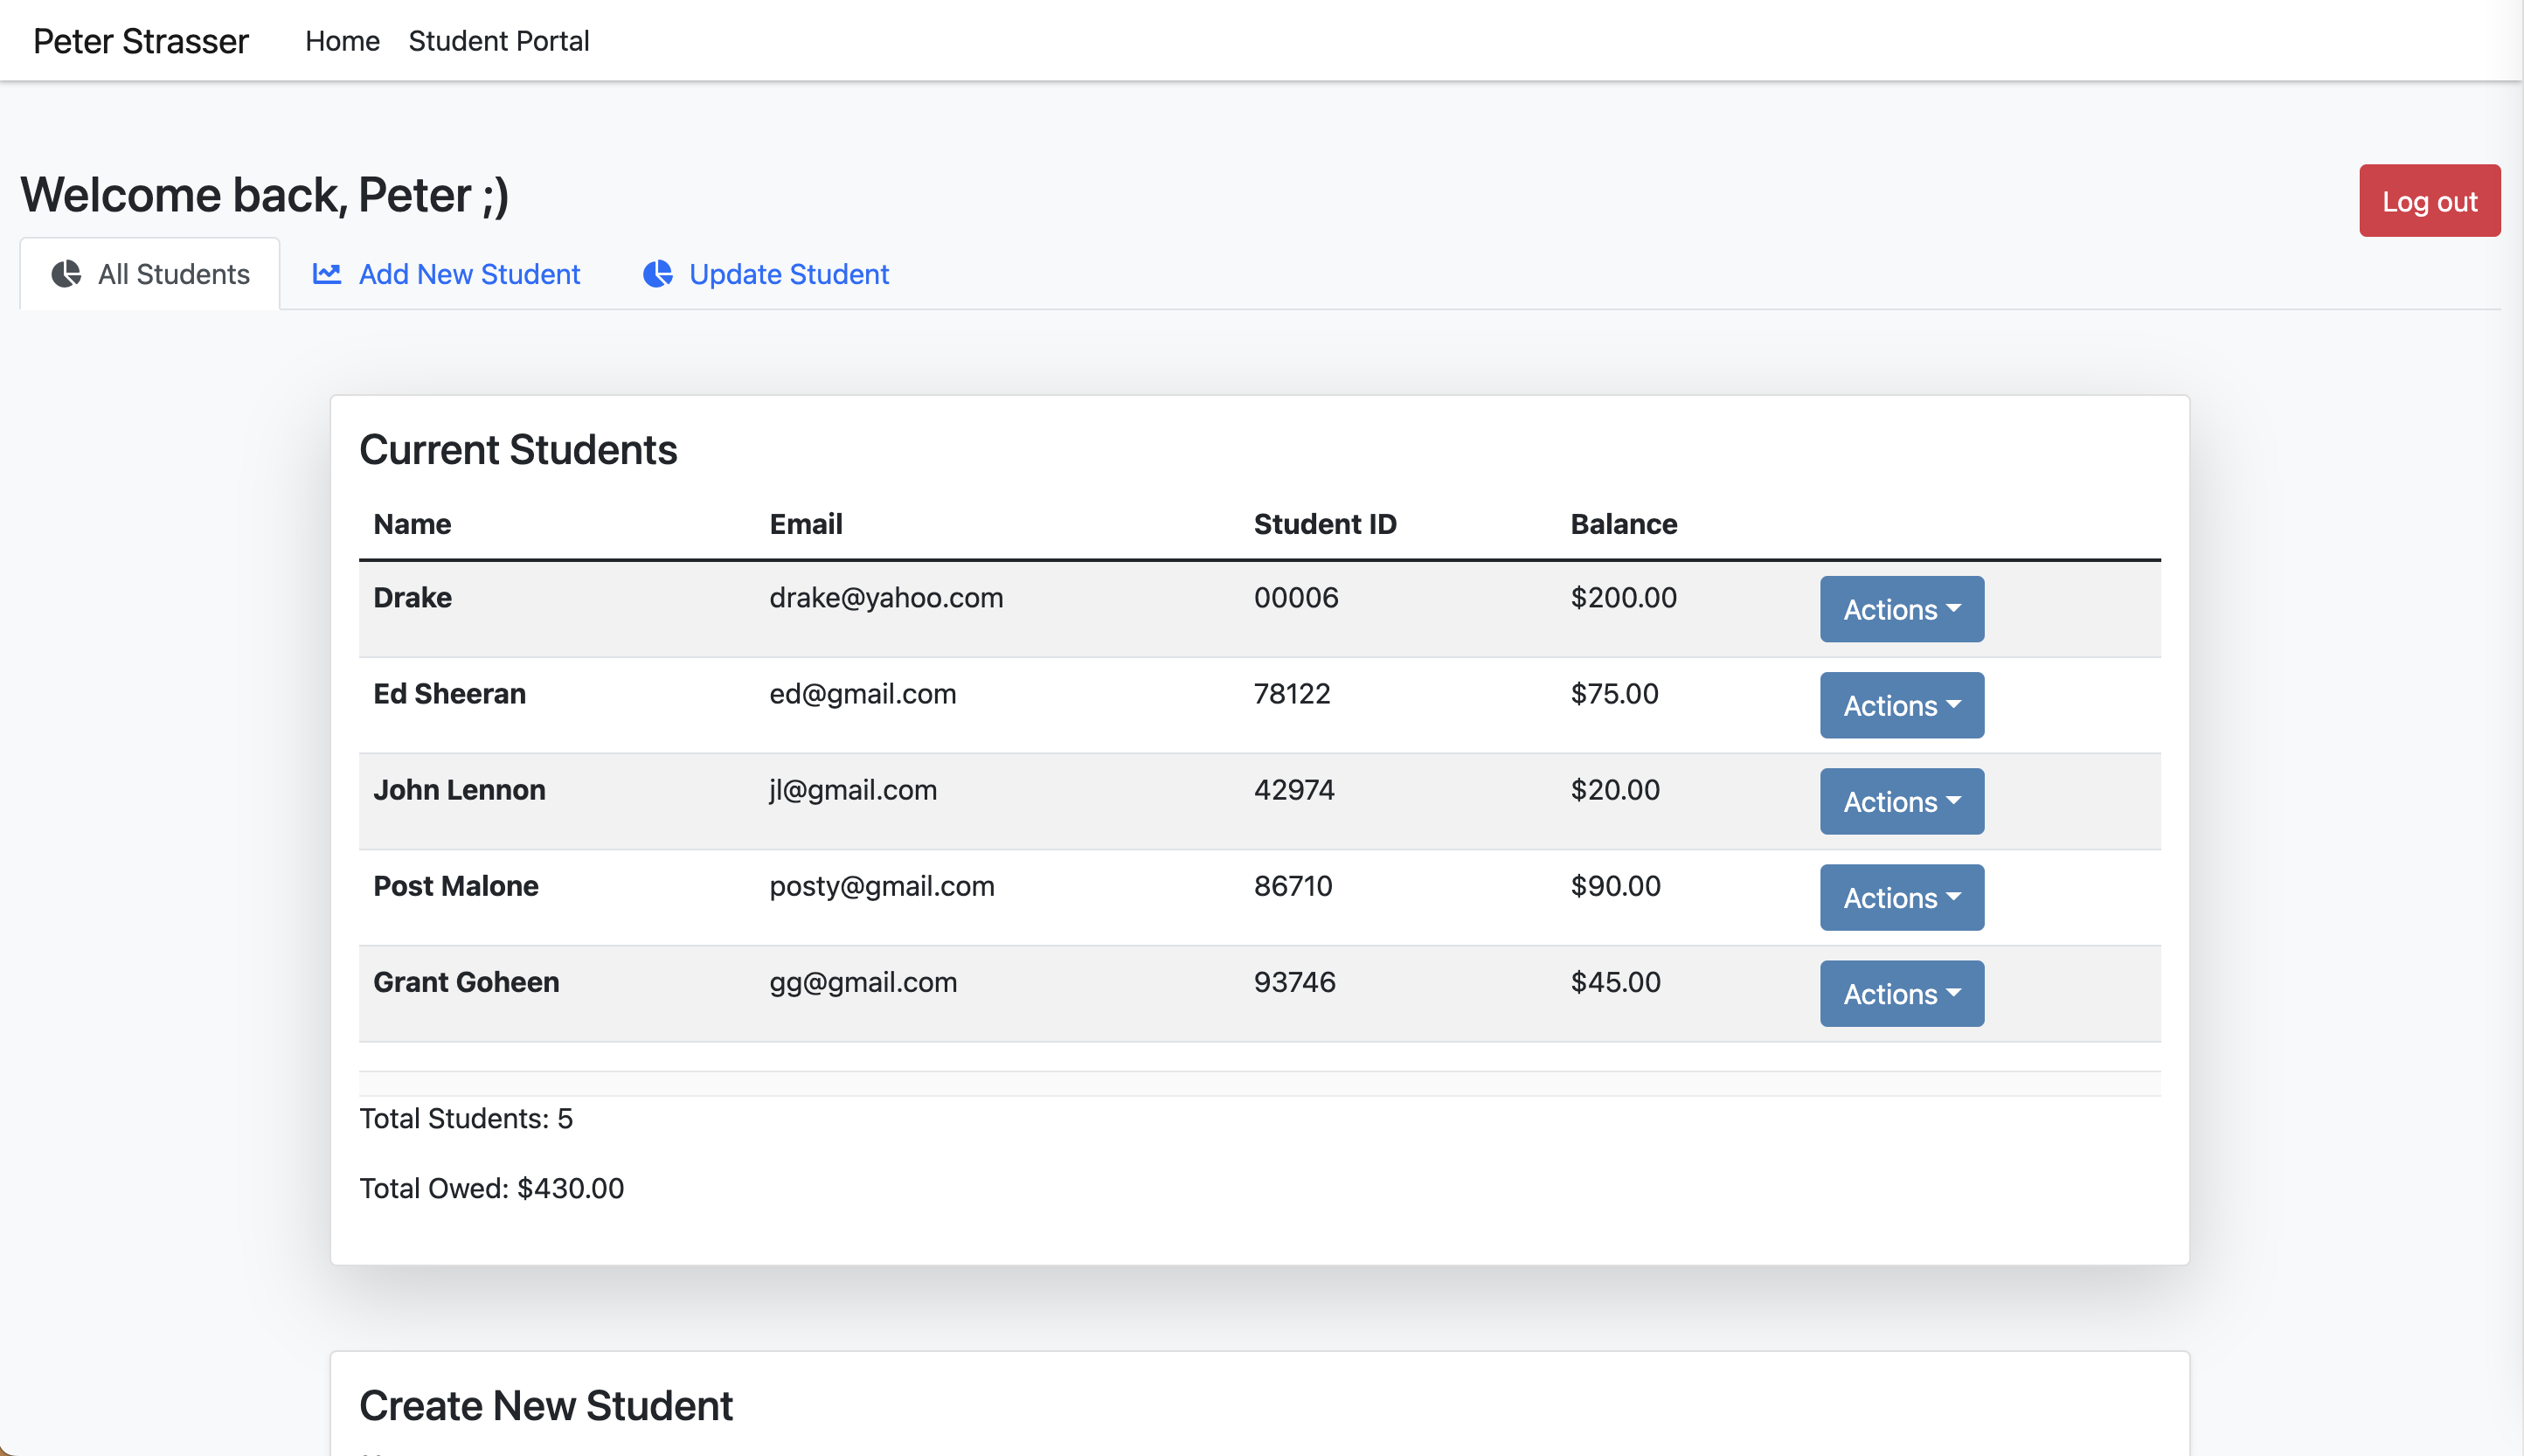 Peter Strasser Home Student Portal
Welcome back, Peter ;)
Log out
All Students Add New Student Update Student
Current Students
Name Email Student ID Balance
Drake drake@yahoo.com 00006 $200.00 Actions
Ed Sheeran ed@gmail.com 78122 $75.00 Actions
John Lennon jl@gmail.com 42974 $20.00 Actions
Post Malone posty@gmail.com 86710 $90.00 Actions
Grant Goheen gg@gmail.com 93746 $45.00 Actions
Total Students: 5
Total Owed: $430.00
Create New Student